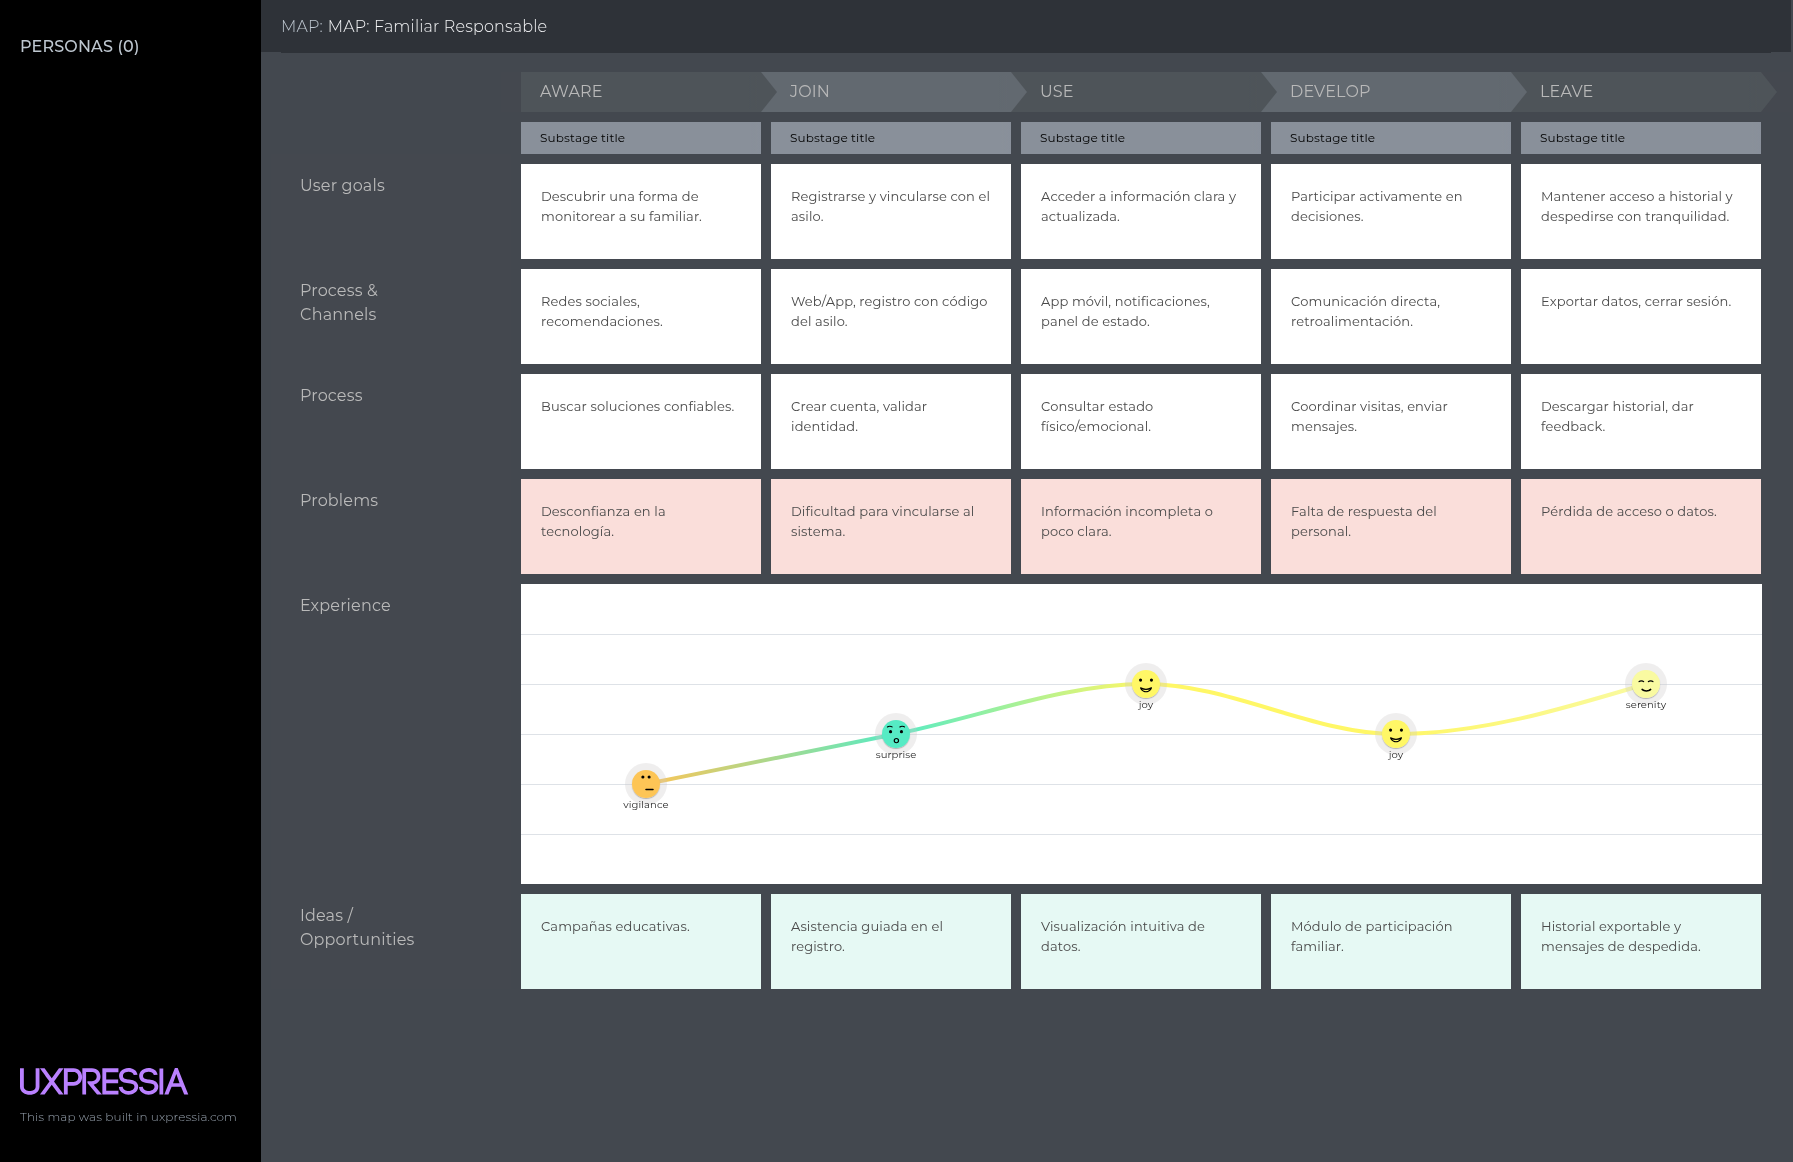 PERSONAS (0)
MAP: MAP: Familiar Responsable
AWARE
JOIN
USE
DEVELOP
LEAVE
Substage title
Substage title
Substage title
Substage title
Substage title
User goals
Descubrir una forma de
monitorear a su familiar.
Registrarse y vincularse con el
asilo.
Acceder a información clara y
actualizada.
Participar activamente en
decisiones.
Mantener acceso a historial y
despedirse con tranquilidad.
Process &
Channels
Redes sociales,
recomendaciones.
Web/App, registro con código
del asilo.
App móvil, notificaciones,
panel de estado.
Comunicación directa,
retroalimentación.
Exportar datos, cerrar sesión.
Process
Buscar soluciones confiables.
Crear cuenta, validar
identidad.
Consultar estado
físico/emocional.
Coordinar visitas, enviar
mensajes.
Descargar historial, dar
feedback.
Problems
Desconfianza en la
tecnología.
Dificultad para vincularse al
sistema.
Información incompleta o
poco clara.
Falta de respuesta del
personal.
Pérdida de acceso o datos.
Experience
vigilance
surprise
joy
joy
serenity
Ideas /
Opportunities
Campañas educativas.
Asistencia guiada en el
registro.
Visualización intuitiva de
datos.
Módulo de participación
familiar.
Historial exportable y
mensajes de despedida.
UXPRESSIA
This map was built in uxpressia.com